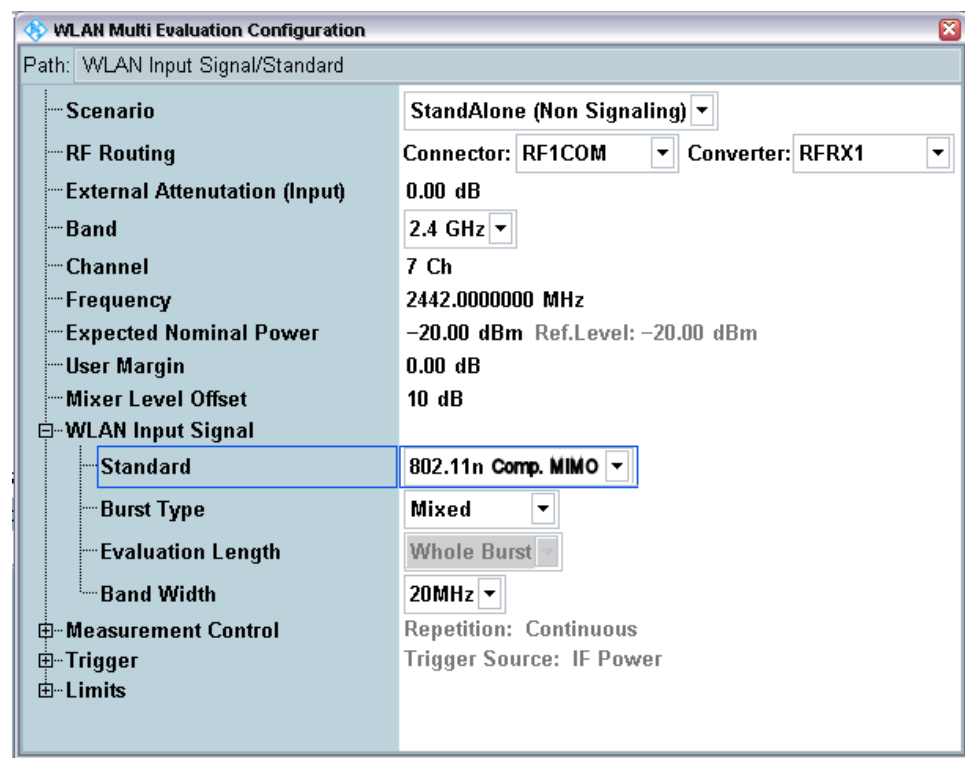 WLAN Multi Evaluation Configuration
Path: WLAN Input Signal/Standard
Scenario StandAlone (Non Signaling)
RF Routing Connector: RF1COM Converter: RFRX1
External Attenutation (Input) 0.00 dB
Band 2.4 GHz
Channel 7 Ch
Frequency 2442.0000000 MHz
Expected Nominal Power −20.00 dBm Ref.Level: −20.00 dBm
User Margin 0.00 dB
Mixer Level Offset 10 dB
WLAN Input Signal
Standard 802.11n Comp. MIMO
Burst Type Mixed
Evaluation Length Whole Burst
Band Width 20MHz
Measurement Control Repetition: Continuous
Trigger Trigger Source: IF Power
Limits